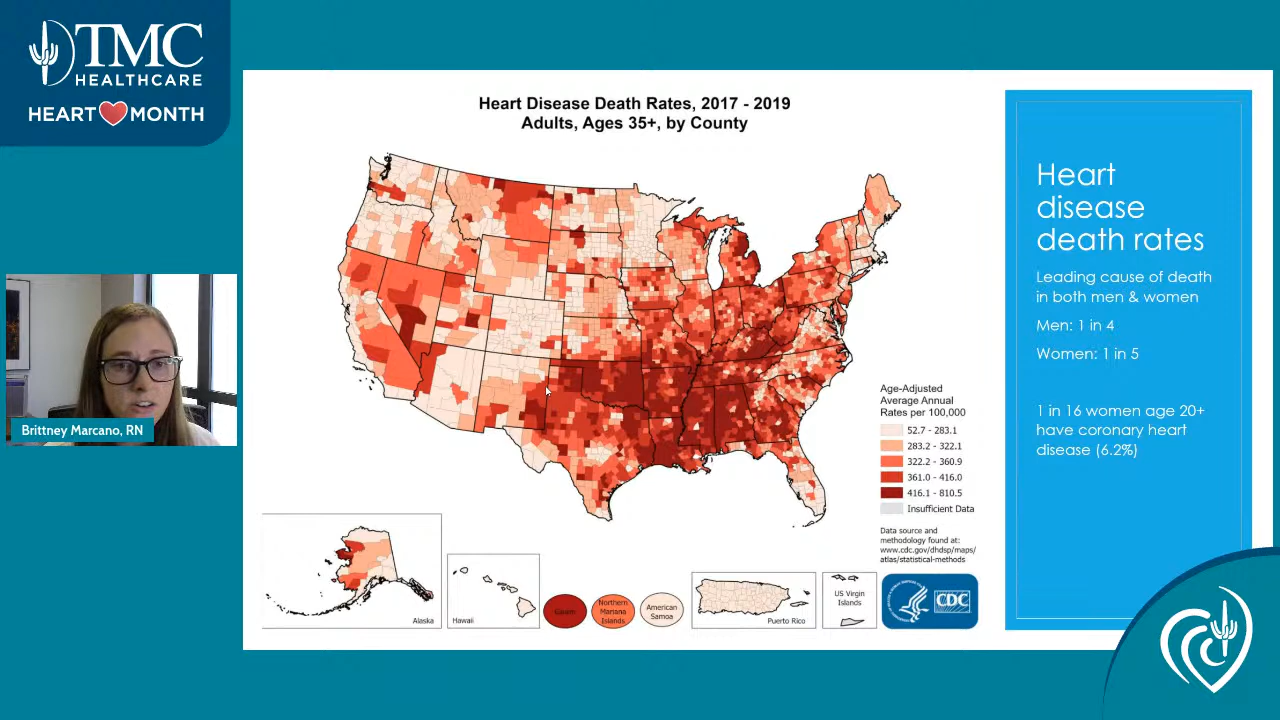 TMC
HEALTHCARE
HEART MONTH
Brittney Marcano, RN
Heart Disease Death Rates, 2017 - 2019
Adults, Ages 35+, by County
Age-Adjusted
Average Annual
Rates per 100,000
52.7 - 283.1
283.2 - 322.1
322.2 - 360.9
361.0 - 416.0
416.1 - 810.5
Insufficient Data
Data source and
methodology found at:
www.cdc.gov/dhdsp/maps/
atlas/statistical-methods
Alaska
Hawaii
Guam
Northern
Mariana
Islands
American
Samoa
Puerto Rico
US Virgin
Islands
CDC
Heart
disease
death rates
Leading cause of death
in both men & women
Men: 1 in 4
Women: 1 in 5
1 in 16 women age 20+
have coronary heart
disease (6.2%)